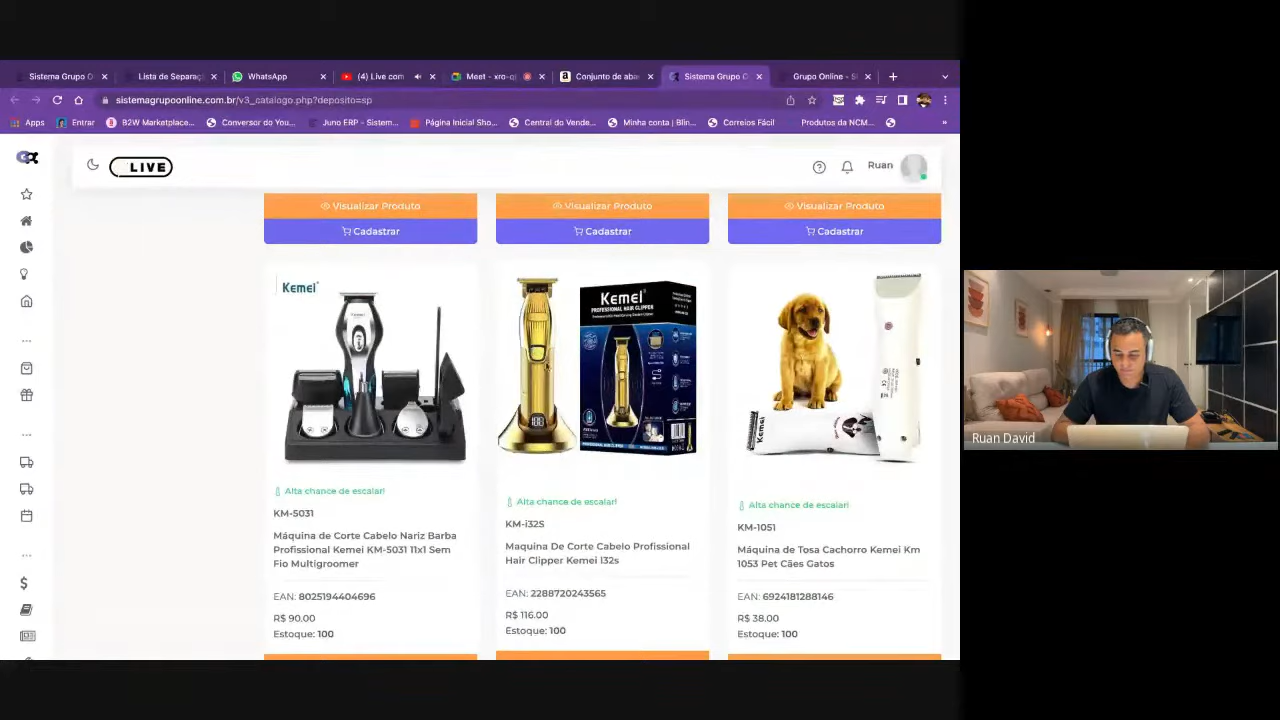 Sistema Grupo O
Lista de Separaç
WhatsApp
(4) Live com
Meet - xro-oj
Conjunto de abas
Sistema Grupo O
Grupo Online - S
sistemagrupoonline.com.br/v3_catalogo.php?deposito=sp
Apps
Entrar
B2W Marketplace...
Conversor do You...
Juno ERP - Sistem...
Página Inicial Sho...
Central do Vende...
Minha conta | Blin...
Correios Fácil
Produtos da NCM...
»
LIVE
Ruan
Visualizar Produto
Visualizar Produto
Visualizar Produto
Cadastrar
Cadastrar
Cadastrar
Kemei
Alta chance de escalar!
KM-5031
Máquina de Corte Cabelo Nariz Barba
Profissional Kemei KM-5031 11x1 Sem
Fio Multigroomer
EAN: 8025194404696
R$ 90.00
Estoque: 100
Kemei
PROFESSIONAL HAIR CLIPPER
Alta chance de escalar!
KM-i32S
Maquina De Corte Cabelo Profissional
Hair Clipper Kemei I32s
EAN: 2288720243565
R$ 116.00
Estoque: 100
Kemei
Alta chance de escalar!
KM-1051
Máquina de Tosa Cachorro Kemei Km
1053 Pet Cães Gatos
EAN: 6924181288146
R$ 38.00
Estoque: 100
Ruan David